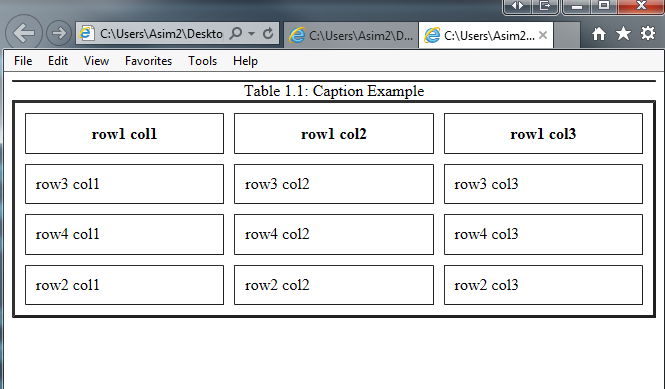 C:\Users\Asim2\Deskto
C:\Users\Asim2\D...
C:\Users\Asim2...
File Edit View Favorites Tools Help
Table 1.1: Caption Example
row1 col1 row1 col2 row1 col3
row3 col1 row3 col2 row3 col3
row4 col1 row4 col2 row4 col3
row2 col1 row2 col2 row2 col3